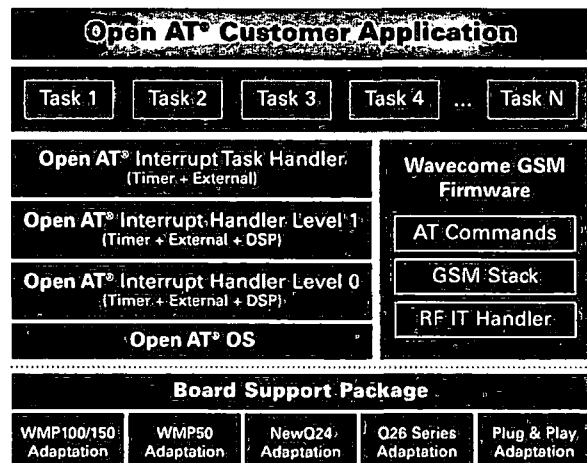 Open AT® Customer Application
Task 1 Task 2 Task 3 Task 4 ... Task N
Open AT® Interrupt Task Handler
(Timer + External)
Open AT® Interrupt Handler Level 1
(Timer + External + DSP)
Open AT® Interrupt Handler Level 0
(Timer + External + DSP)
Open AT® OS
Wavecome GSM
Firmware
AT Commands
GSM Stack
RF IT Handler
Board Support Package
WMP100/150
Adaptation
WMP50
Adaptation
NewQ24
Adaptation
Q26 Series
Adaptation
Plug & Play
Adaptation